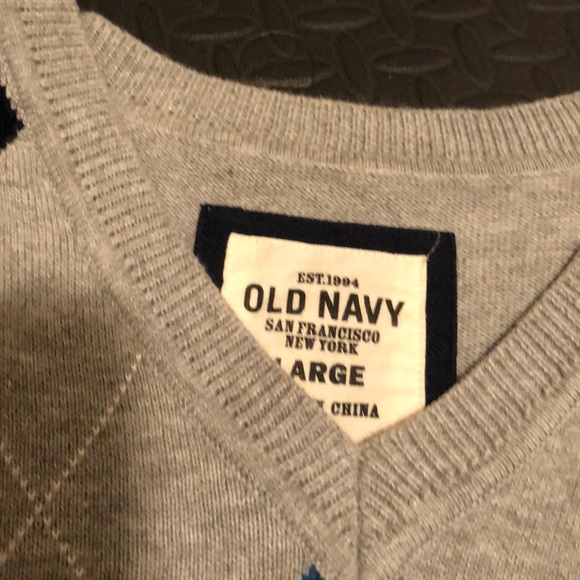 EST.1994
OLD NAVY
SAN FRANCISCO
NEW YORK
LARGE
CHINA